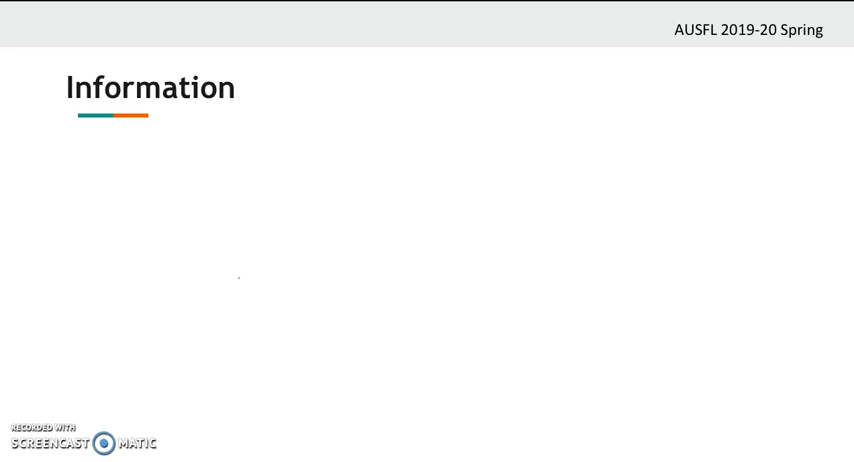 AUSFL 2019-20 Spring
Information
RECORDED WITH
SCREENCAST MATIC